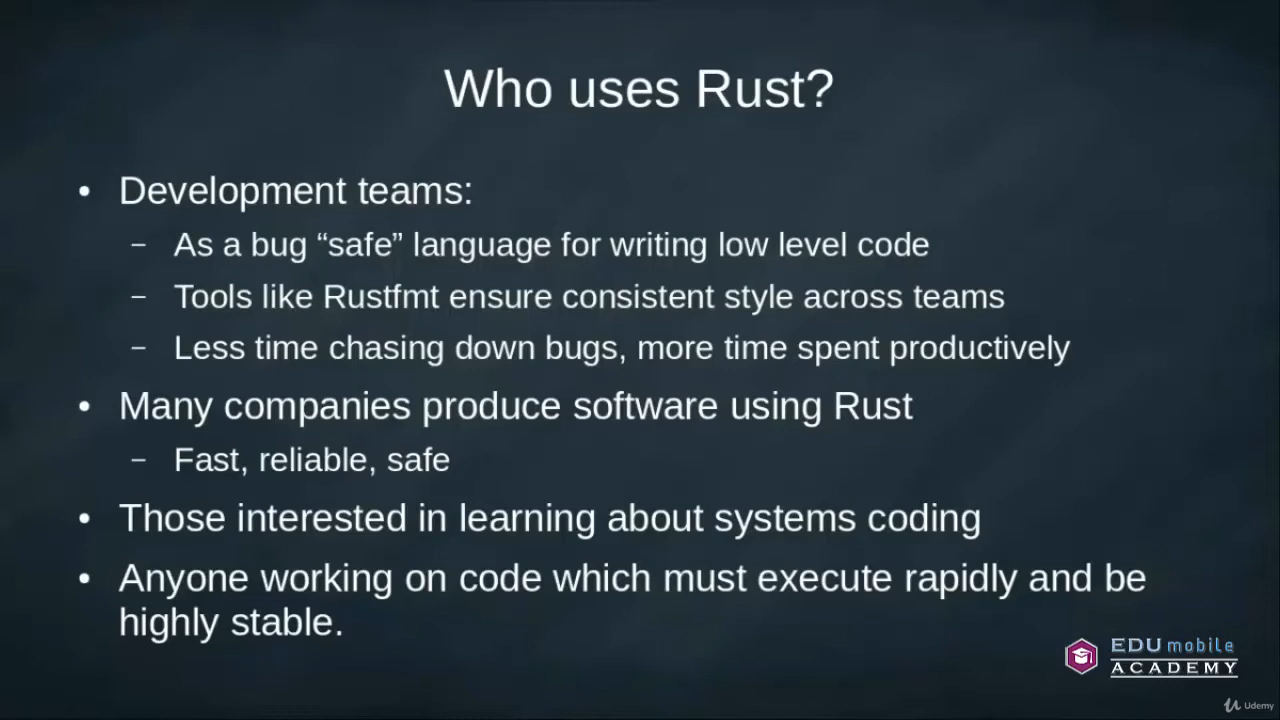 Who uses Rust?
• Development teams:
– As a bug “safe” language for writing low level code
– Tools like Rustfmt ensure consistent style across teams
– Less time chasing down bugs, more time spent productively
• Many companies produce software using Rust
– Fast, reliable, safe
• Those interested in learning about systems coding
• Anyone working on code which must execute rapidly and be
highly stable.
EDU mobile
ACADEMY
Udemy